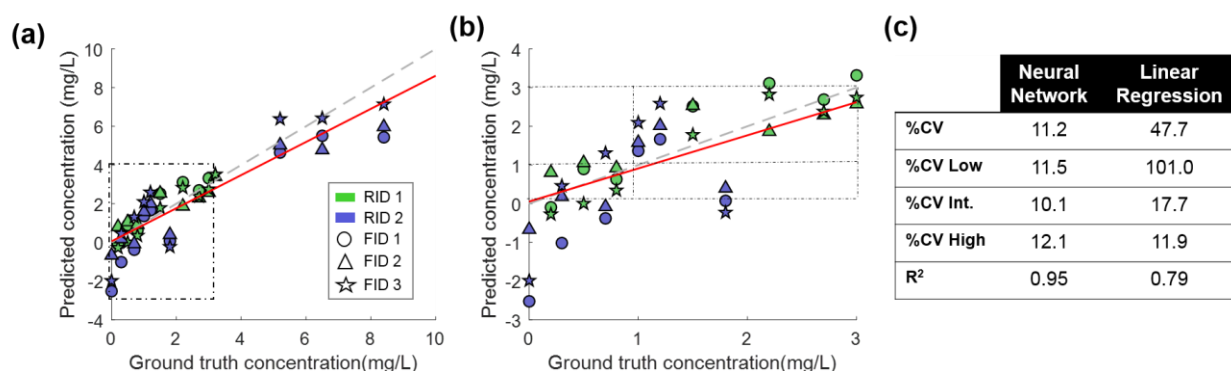 (a)
Predicted concentration (mg/L)
10
8
6
4
2
0
-2
-4
0
2
4
6
8
10
Ground truth concentration(mg/L)
RID 1
RID 2
FID 1
FID 2
FID 3
(b)
Predicted concentration (mg/L)
4
3
2
1
0
-1
-2
-3
0
1
2
3
Ground truth concentration(mg/L)
(c)
Neural Network Linear Regression
%CV 11.2 47.7
%CV Low 11.5 101.0
%CV Int. 10.1 17.7
%CV High 12.1 11.9
R² 0.95 0.79